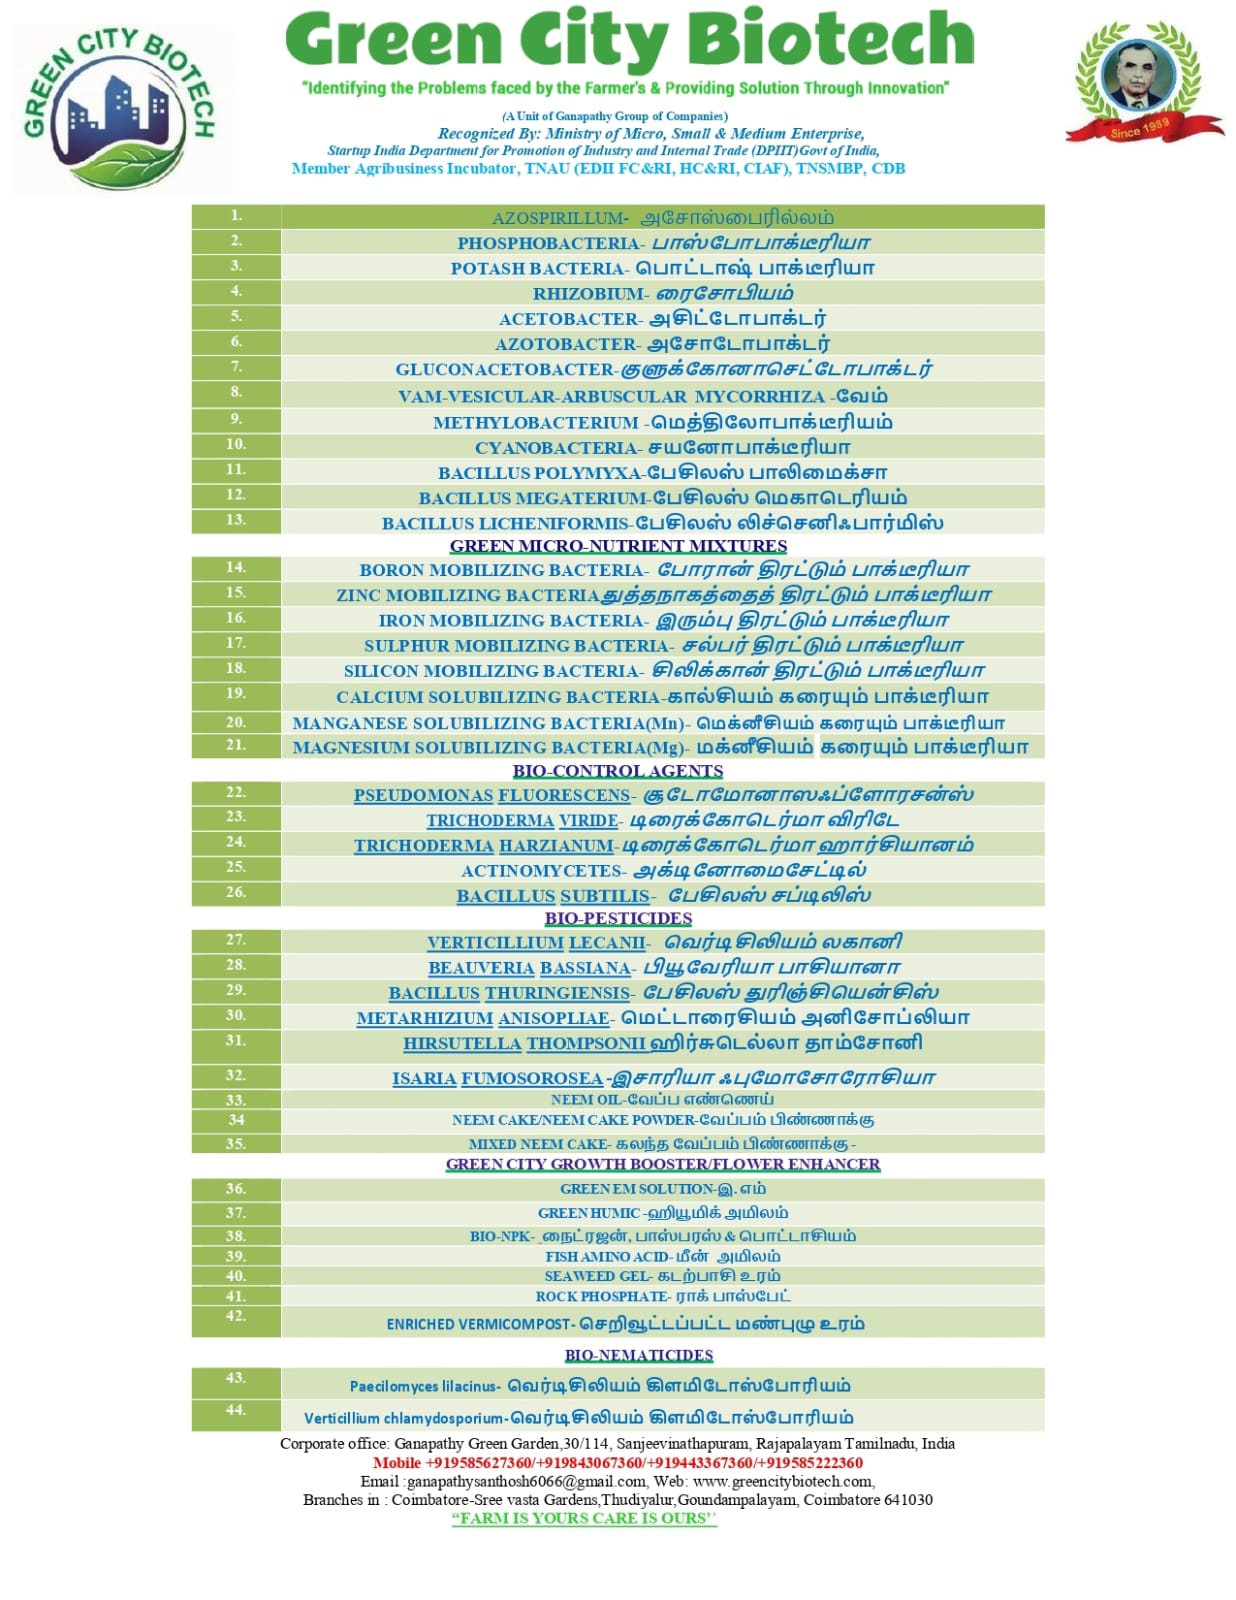 GREEN CITY BIOTECH
Green City Biotech
"Identifying the Problems faced by the Farmer's & Providing Solution Through Innovation"
Since 1989
(A Unit of Ganapathy Group of Companies)
Recognized By: Ministry of Micro, Small & Medium Enterprise,
Startup India Department for Promotion of Industry and Internal Trade (DPIIT)Govt of India,
Member Agribusiness Incubator, TNAU (EDII FC&RI, HC&RI, CIAF), TNSMBP, CDB
1. AZOSPIRILLUM- அசோஸ்பைரில்லம்
2. PHOSPHOBACTERIA- பாஸ்போபாக்டீரியா
3. POTASH BACTERIA- பொட்டாஷ் பாக்டீரியா
4. RHIZOBIUM- ரைசோபியம்
5. ACETOBACTER- அசிட்டோபாக்டர்
6. AZOTOBACTER- அசோடோபாக்டர்
7. GLUCONACETOBACTER-குளுக்கோனாசெட்டோபாக்டர்
8. VAM-VESICULAR-ARBUSCULAR MYCORRHIZA -வேம்
9. METHYLOBACTERIUM -மெத்திலோபாக்டீரியம்
10. CYANOBACTERIA- சயனோபாக்டீரியா
11. BACILLUS POLYMYXA-பேசிலஸ் பாலிமைக்சா
12. BACILLUS MEGATERIUM-பேசிலஸ் மெகாடெரியம்
13. BACILLUS LICHENIFORMIS-பேசிலஸ் லிச்செனிஃபார்மிஸ்
GREEN MICRO-NUTRIENT MIXTURES
14. BORON MOBILIZING BACTERIA- போரான் திரட்டும் பாக்டீரியா
15. ZINC MOBILIZING BACTERIAதுத்தநாகத்தைத் திரட்டும் பாக்டீரியா
16. IRON MOBILIZING BACTERIA- இரும்பு திரட்டும் பாக்டீரியா
17. SULPHUR MOBILIZING BACTERIA- சல்பர் திரட்டும் பாக்டீரியா
18. SILICON MOBILIZING BACTERIA- சிலிக்கான் திரட்டும் பாக்டீரியா
19. CALCIUM SOLUBILIZING BACTERIA-கால்சியம் கரையும் பாக்டீரியா
20. MANGANESE SOLUBILIZING BACTERIA(Mn)- மெக்னீசியம் கரையும் பாக்டீரியா
21. MAGNESIUM SOLUBILIZING BACTERIA(Mg)- மக்னீசியம் கரையும் பாக்டீரியா
BIO-CONTROL AGENTS
22. PSEUDOMONAS FLUORESCENS- சூடோமோனாஸஃப்ளோரசன்ஸ்
23. TRICHODERMA VIRIDE- டிரைக்கோடெர்மா விரிடே
24. TRICHODERMA HARZIANUM-டிரைக்கோடெர்மா ஹார்சியானம்
25. ACTINOMYCETES- அக்டினோமைசேட்டில்
26. BACILLUS SUBTILIS- பேசிலஸ் சப்டிலிஸ்
BIO-PESTICIDES
27. VERTICILLIUM LECANII- வெர்டிசிலியம் லகானி
28. BEAUVERIA BASSIANA- பியூவேரியா பாசியானா
29. BACILLUS THURINGIENSIS- பேசிலஸ் துரிஞ்சியென்சிஸ்
30. METARHIZIUM ANISOPLIAE- மெட்டாரைசியம் அனிசோப்லியா
31. HIRSUTELLA THOMPSONII ஹிர்சுடெல்லா தாம்சோனி
32. ISARIA FUMOSOROSEA-இசாரியா ஃபுமோசோரோசியா
33. NEEM OIL-வேப்ப எண்ணெய்
34 NEEM CAKE/NEEM CAKE POWDER-வேப்பம் பிண்ணாக்கு
35. MIXED NEEM CAKE- கலந்த வேப்பம் பிண்ணாக்கு -
GREEN CITY GROWTH BOOSTER/FLOWER ENHANCER
36. GREEN EM SOLUTION-இ. எம்
37. GREEN HUMIC -ஹியூமிக் அமிலம்
38. BIO-NPK- நைட்ரஜன், பாஸ்பரஸ் & பொட்டாசியம்
39. FISH AMINO ACID- மீன் அமிலம்
40. SEAWEED GEL- கடற்பாசி உரம்
41. ROCK PHOSPHATE- ராக் பாஸ்பேட்
42. ENRICHED VERMICOMPOST- செறிவூட்டப்பட்ட மண்புழு உரம்
BIO-NEMATICIDES
43. Paecilomyces lilacinus- வெர்டிசிலியம் கிளமிடோஸ்போரியம்
44. Verticillium chlamydosporium-வெர்டிசிலியம் கிளமிடோஸ்போரியம்
Corporate office: Ganapathy Green Garden,30/114, Sanjeevinathapuram, Rajapalayam Tamilnadu, India
Mobile +919585627360/+919843067360/+919443367360/+919585222360
Email :ganapathysanthosh6066@gmail.com, Web: www.greencitybiotech.com,
Branches in : Coimbatore-Sree vasta Gardens,Thudiyalur,Goundampalayam, Coimbatore 641030
"FARM IS YOURS CARE IS OURS''